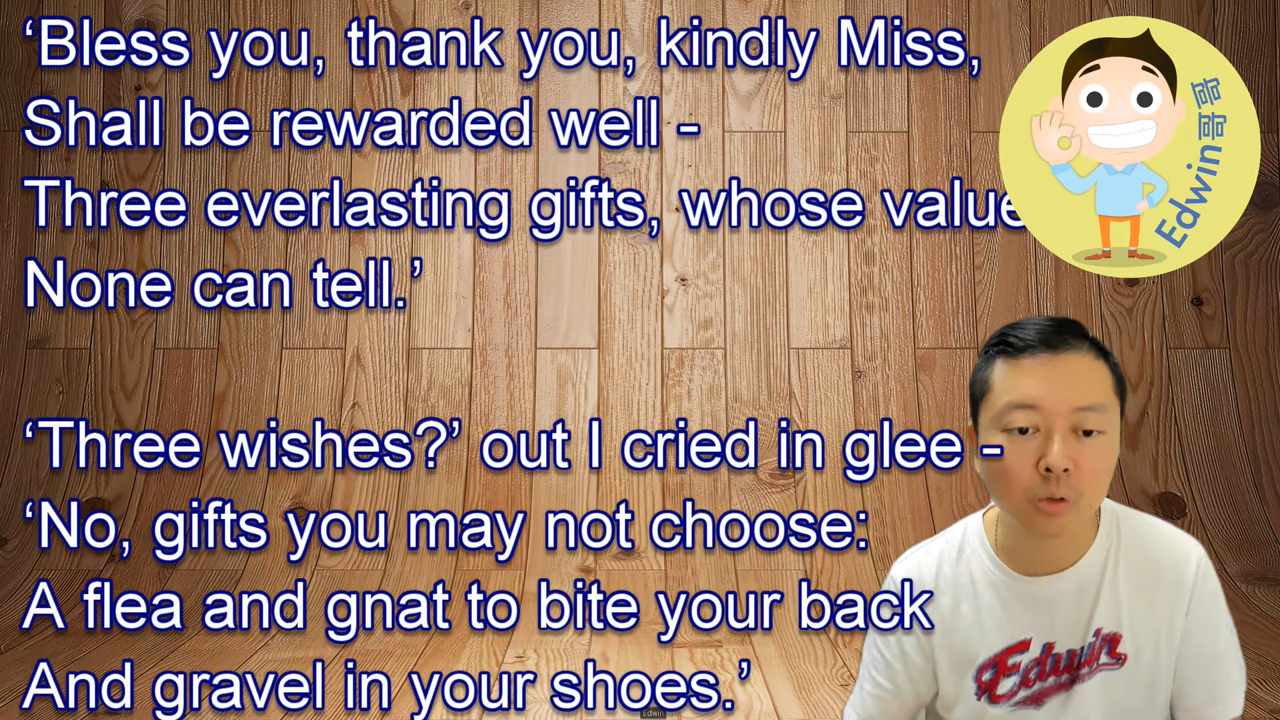 ‘Bless you, thank you, kindly Miss,
Shall be rewarded well -
Three everlasting gifts, whose value
None can tell.’
‘Three wishes?’ out I cried in glee -
‘No, gifts you may not choose:
A flea and gnat to bite your back
And gravel in your shoes.’
Edwin哥哥
Edwin
Edwin